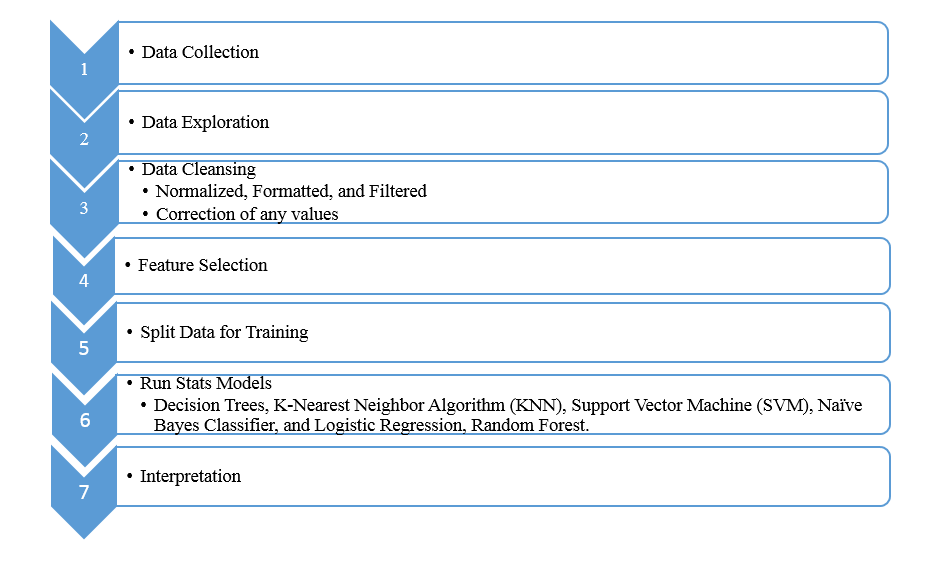 1
• Data Collection
2
• Data Exploration
3
• Data Cleansing
• Normalized, Formatted, and Filtered
• Correction of any values
4
• Feature Selection
5
• Split Data for Training
6
• Run Stats Models
• Decision Trees, K-Nearest Neighbor Algorithm (KNN), Support Vector Machine (SVM), Naïve
Bayes Classifier, and Logistic Regression, Random Forest.
7
• Interpretation